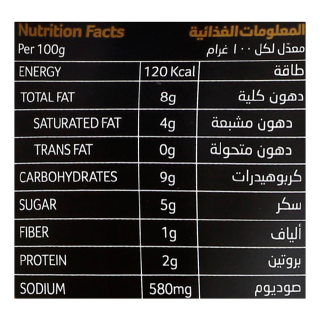 Nutrition Facts المعلومات الغذائية
Per 100g معدّل لكل ١٠٠ غرام
ENERGY 120 Kcal طاقة
TOTAL FAT 8g دهون كلية
SATURATED FAT 4g دهون مشبعة
TRANS FAT 0g دهون متحولة
CARBOHYDRATES 9g كربوهيدرات
SUGAR 5g سكر
FIBER 1g ألياف
PROTEIN 2g بروتين
SODIUM 580mg صوديوم